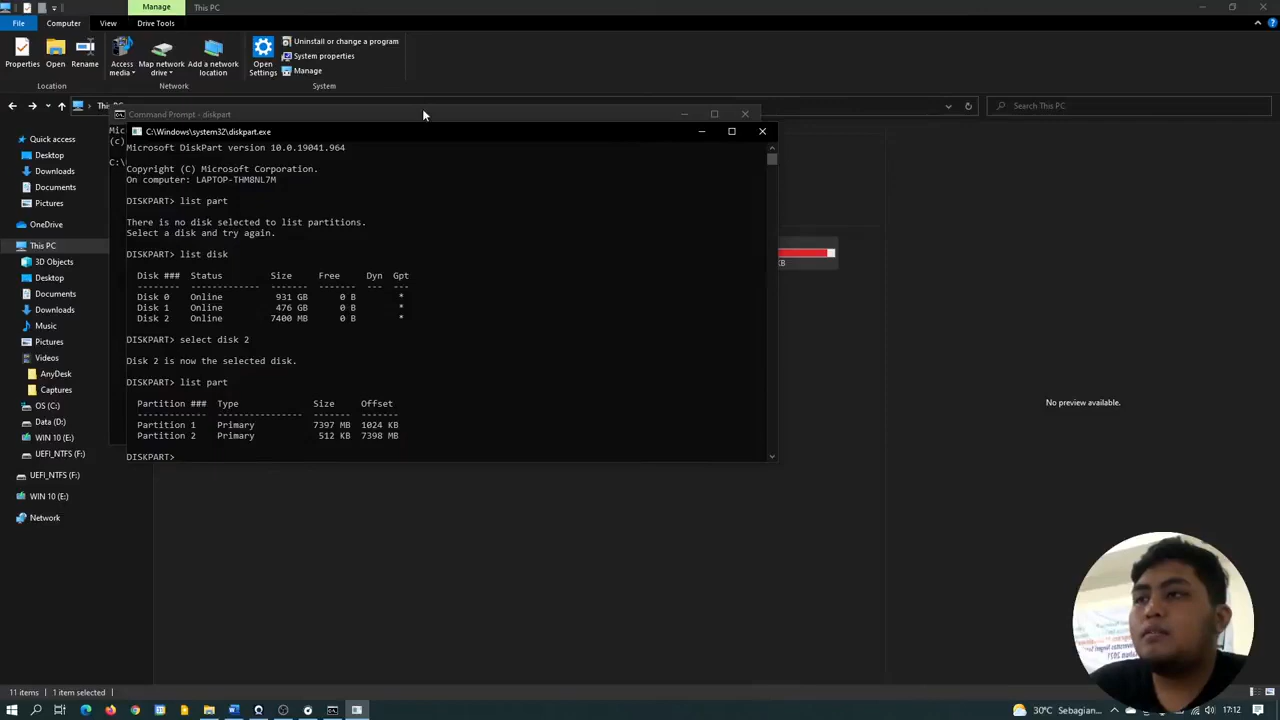 Manage
This PC
File
Computer
View
Drive Tools
Properties
Open
Rename
Access media
Map network drive
Add a network location
Open Settings
Uninstall or change a program
System properties
Manage
Location
Network
System
This PC
Search This PC
Command Prompt - diskpart
Mic
(c)
C:\
C:\Windows\system32\diskpart.exe
Microsoft DiskPart version 10.0.19041.964
Copyright (C) Microsoft Corporation.
On computer: LAPTOP-THM8NL7M
DISKPART> list part
There is no disk selected to list partitions.
Select a disk and try again.
DISKPART> list disk
Disk ### Status Size Free Dyn Gpt
-------- ------------- ------- ------- --- ---
Disk 0 Online 931 GB 0 B *
Disk 1 Online 476 GB 0 B *
Disk 2 Online 7400 MB 0 B *
DISKPART> select disk 2
Disk 2 is now the selected disk.
DISKPART> list part
Partition ### Type Size Offset
------------- ---------------- ------- -------
Partition 1 Primary 7397 MB 1024 KB
Partition 2 Primary 512 KB 7398 MB
DISKPART>
KB
Quick access
Desktop
Downloads
Documents
Pictures
OneDrive
This PC
3D Objects
Desktop
Documents
Downloads
Music
Pictures
Videos
AnyDesk
Captures
OS (C:)
Data (D:)
WIN 10 (E:)
UEFI_NTFS (F:)
UEFI_NTFS (F:)
WIN 10 (E:)
Network
No preview available.
11 items
1 item selected
30°C Sebagian...
17:12